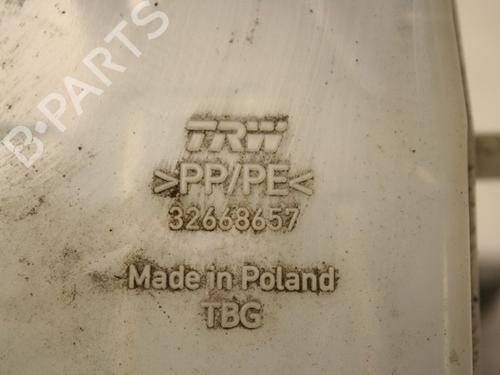 B-PARTS
TRW
>PP/PE<
32668657
Made in Poland
TBG